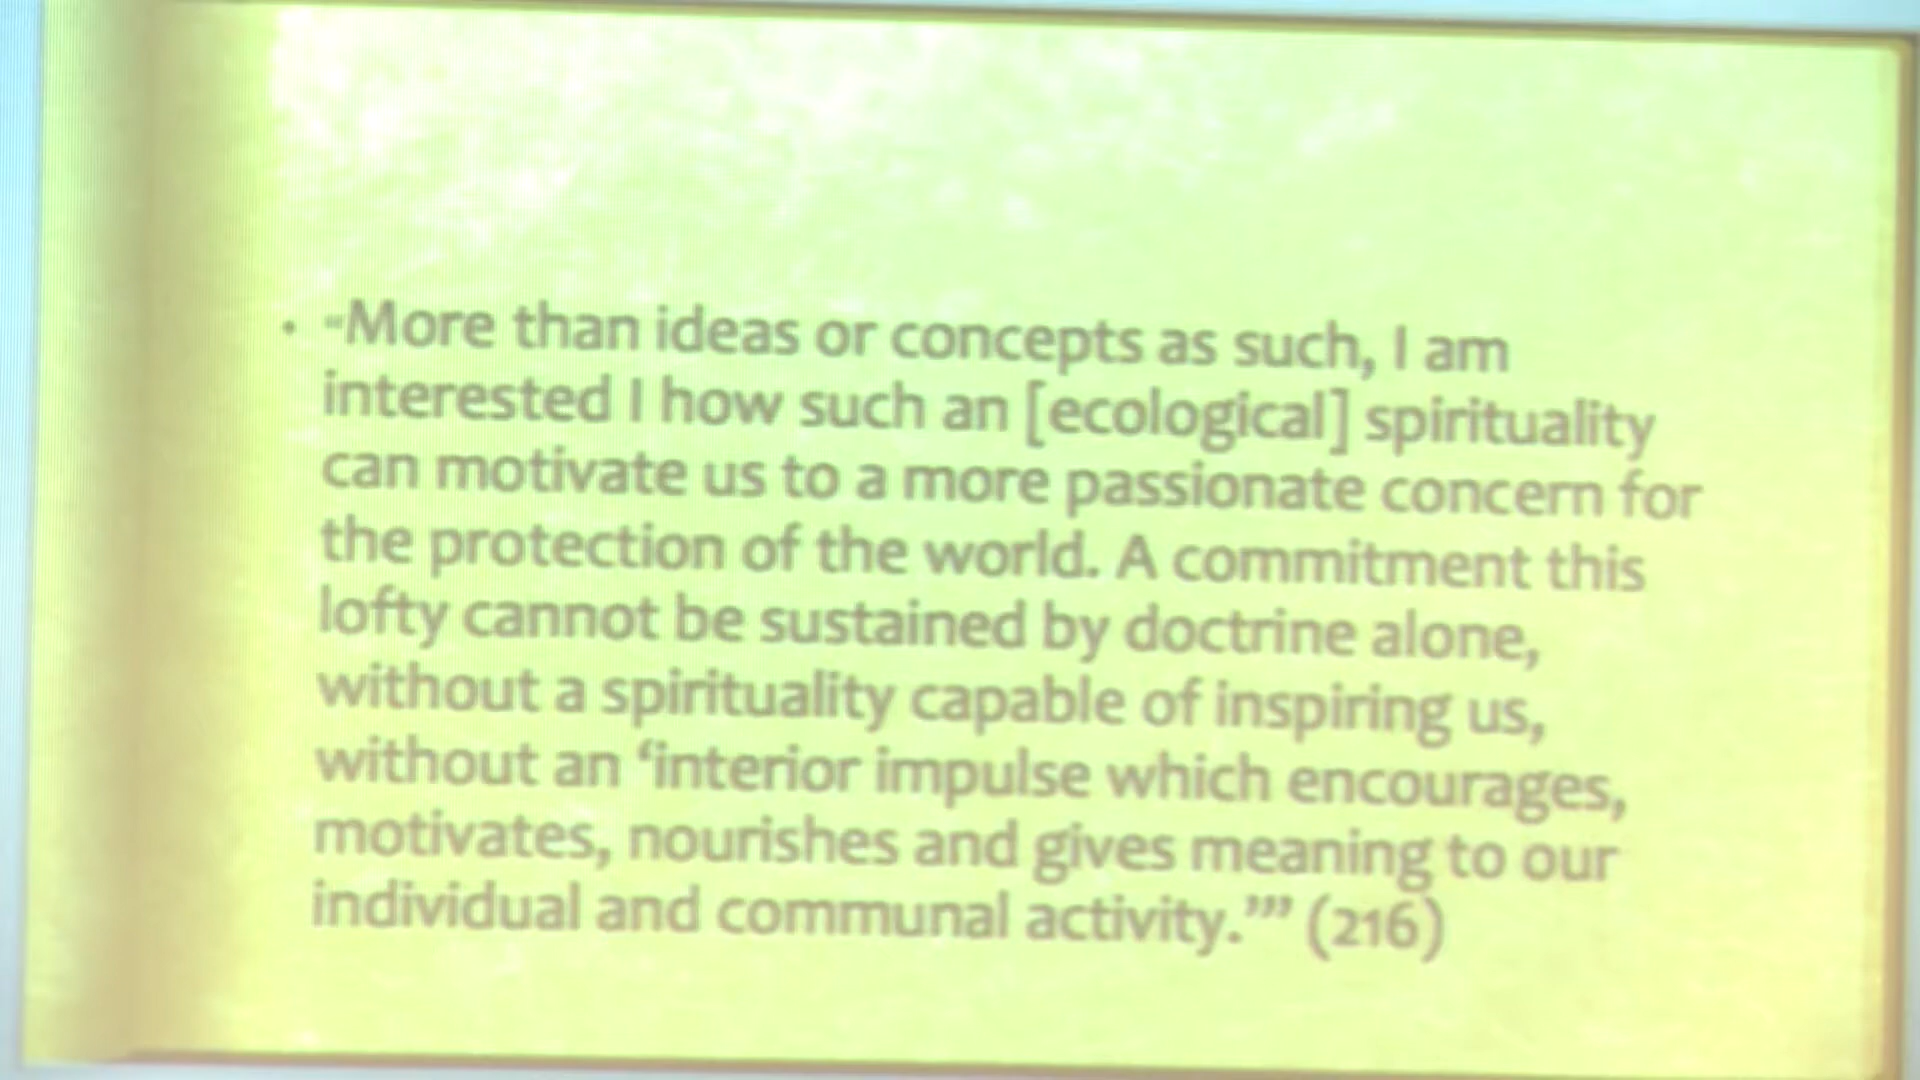 • -More than ideas or concepts as such, I am
interested I how such an [ecological] spirituality
can motivate us to a more passionate concern for
the protection of the world. A commitment this
lofty cannot be sustained by doctrine alone,
without a spirituality capable of inspiring us,
without an ‘interior impulse which encourages,
motivates, nourishes and gives meaning to our
individual and communal activity.’” (216)